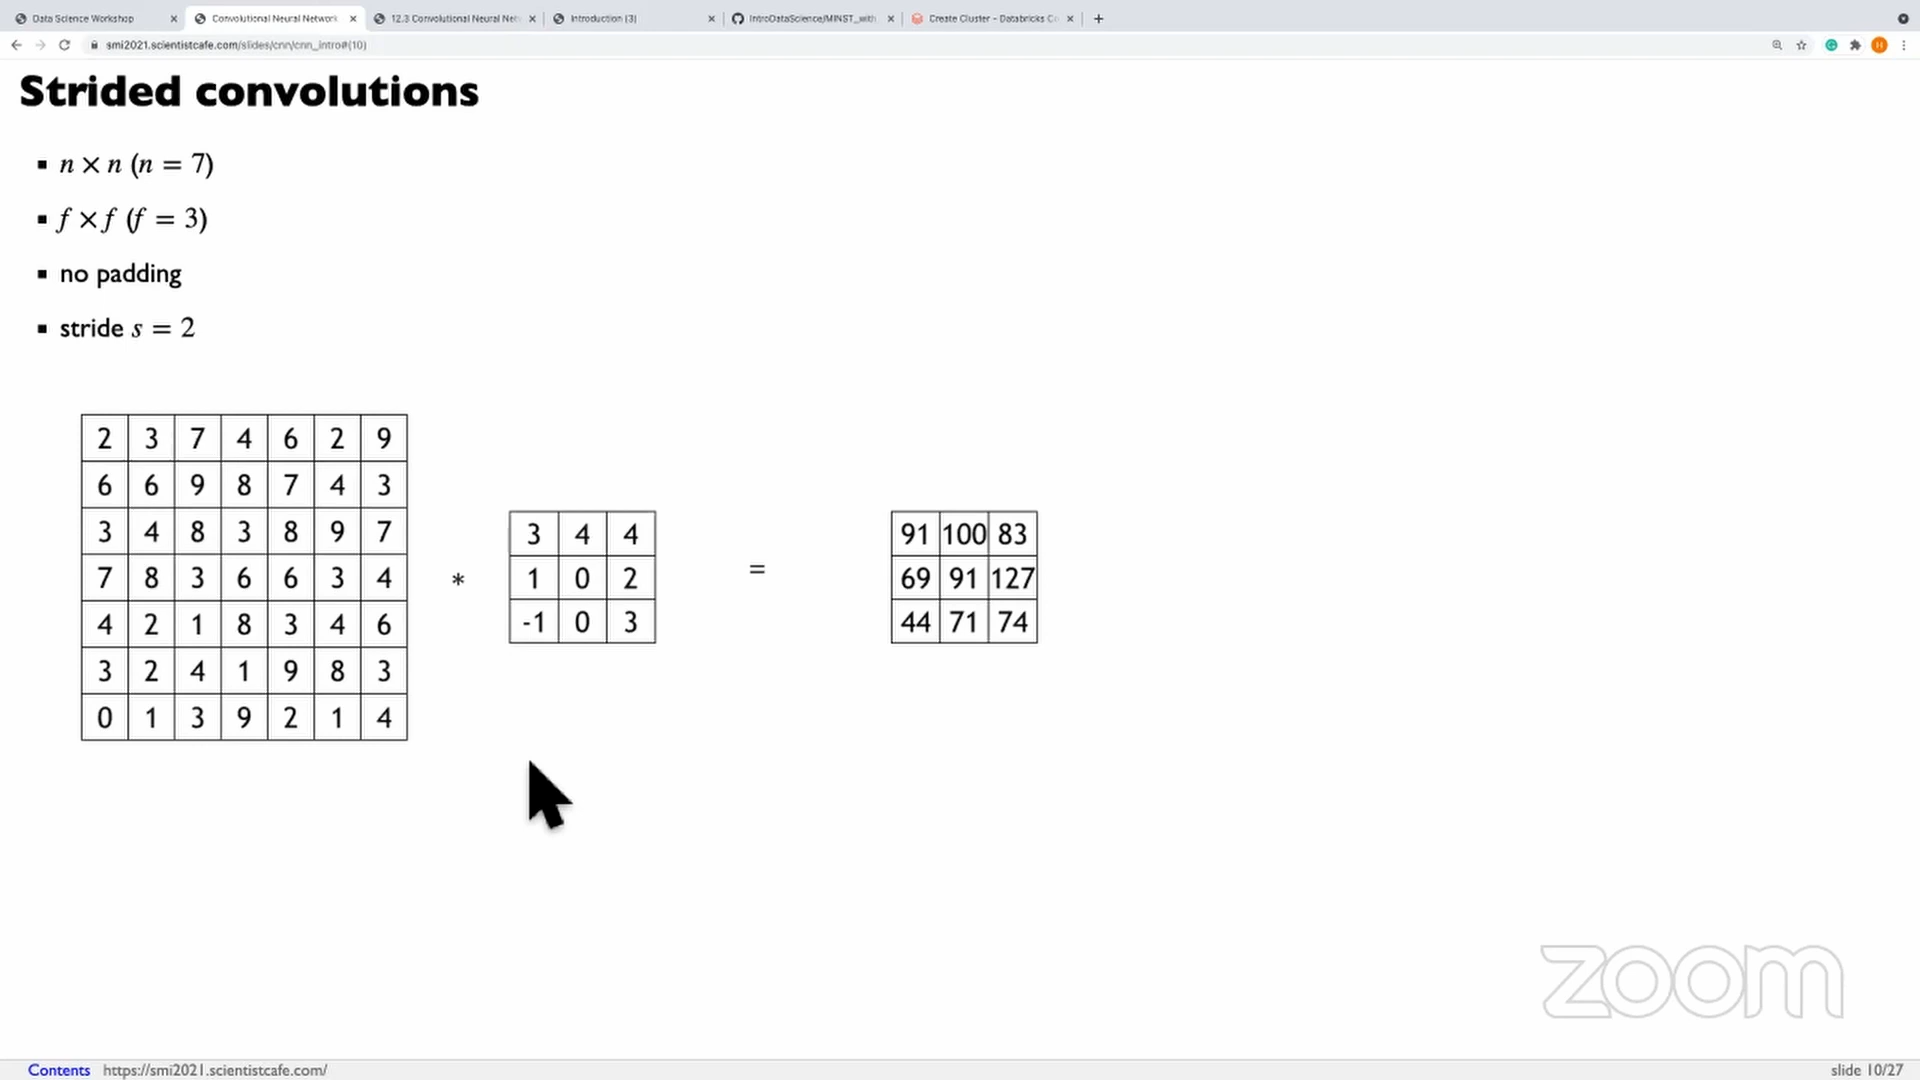 Data Science Workshop
Convolutional Neural Network
12.3 Convolutional Neural Net
Introduction (3)
IntroDataScience/MINST_with
Create Cluster - Databricks Co
smi2021.scientistcafe.com/slides/cnn/cnn_intro#(10)
Strided convolutions
▪ n × n (n = 7)
▪ f × f (f = 3)
▪ no padding
▪ stride s = 2
2 3 7 4 6 2 9
6 6 9 8 7 4 3
3 4 8 3 8 9 7
7 8 3 6 6 3 4
4 2 1 8 3 4 6
3 2 4 1 9 8 3
0 1 3 9 2 1 4
*
3 4 4
1 0 2
-1 0 3
=
91 100 83
69 91 127
44 71 74
zoom
Contents https://smi2021.scientistcafe.com/
slide 10/27